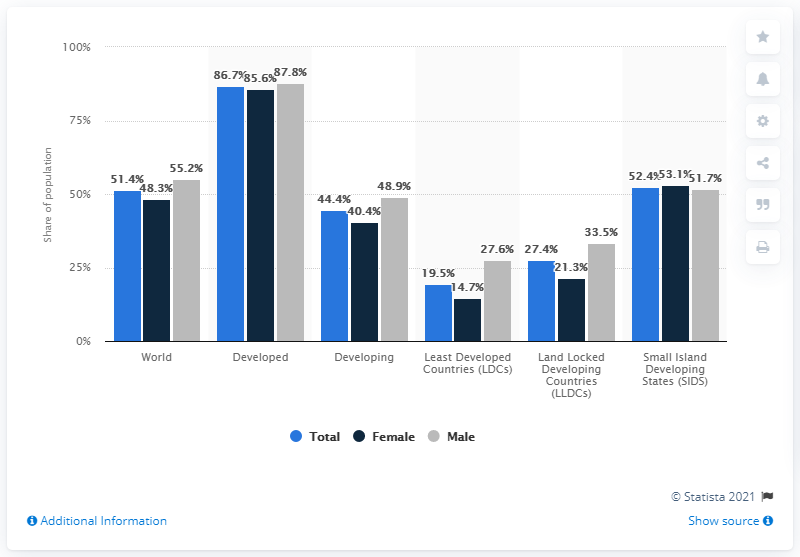 100%
75%
50%
25%
0%
Share of population
51.4%
48.3%
55.2%
86.7%
85.6%
87.8%
44.4%
40.4%
48.9%
19.5%
14.7%
27.6%
27.4%
21.3%
33.5%
52.4%
53.1%
51.7%
World
Developed
Developing
Least Developed
Countries (LDCs)
Land Locked
Developing
Countries
(LLDCs)
Small Island
Developing
States (SIDS)
Total Female Male
© Statista 2021
Additional Information
Show source